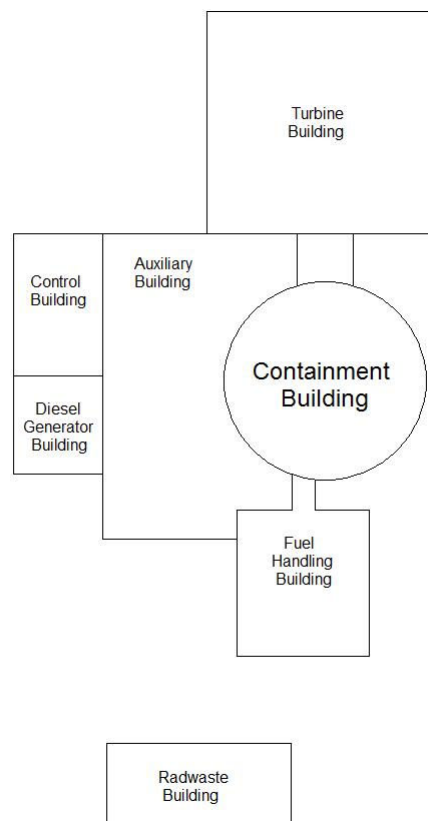 Turbine
Building
Control
Building
Auxiliary
Building
Containment
Building
Diesel
Generator
Building
Fuel
Handling
Building
Radwaste
Building